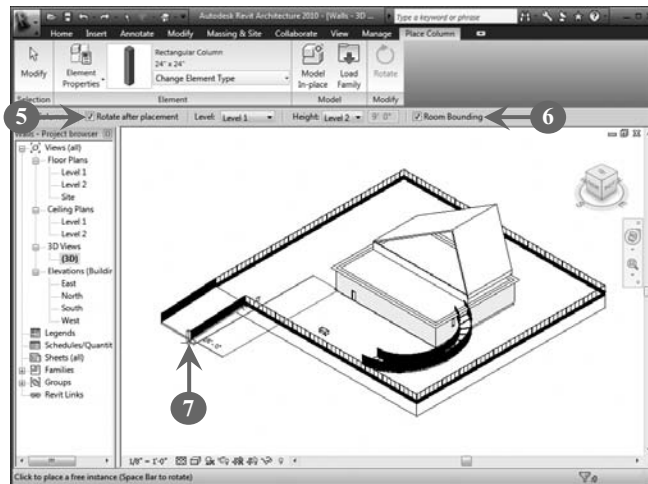 Autodesk Revit Architecture 2010 - [Walls - 3D ...
Type a keyword or phrase
Home Insert Annotate Modify Massing & Site Collaborate View Manage Place Column
Modify
Element Properties
Rectangular Column
24" x 24"
Change Element Type
Model In-place
Load Family
Rotate
Selection Element Model Modify
5
Rotate after placement Level: Level 1 Height: Level 2 9' 0" Room Bounding
6
Walls - Project browser
Views (all)
Floor Plans
Level 1
Level 2
Site
Ceiling Plans
Level 1
Level 2
3D Views
{3D}
Elevations (Buildin
East
North
South
West
Legends
Schedules/Quantit
Sheets (all)
Families
Groups
Revit Links
7
1/8" = 1'-0"
Click to place a free instance (Space Bar to rotate)
:0